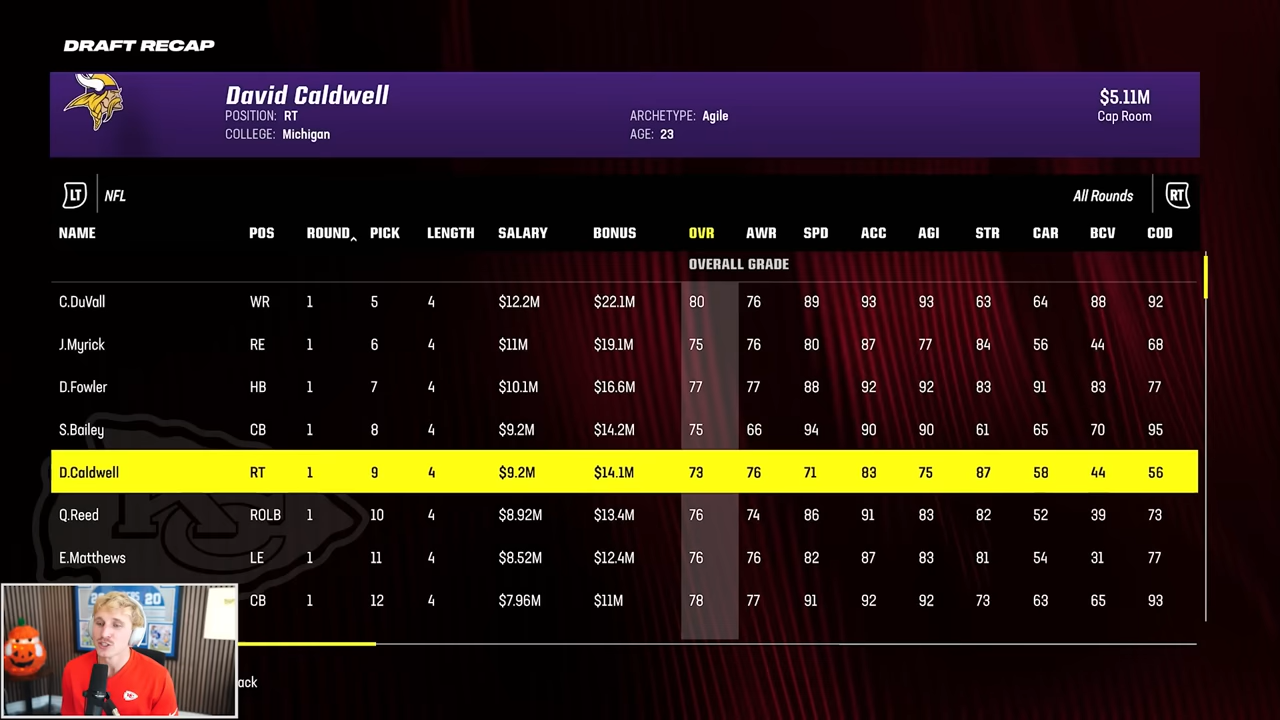 DRAFT RECAP
David Caldwell
POSITION: RT
COLLEGE: Michigan
ARCHETYPE: Agile
AGE: 23
$5.11M
Cap Room
LT NFL
All Rounds RT
NAME POS ROUND PICK LENGTH SALARY BONUS OVR AWR SPD ACC AGI STR CAR BCV COD
OVERALL GRADE
C.DuVall WR 1 5 4 $12.2M $22.1M 80 76 89 93 93 63 64 88 92
J.Myrick RE 1 6 4 $11M $19.1M 75 76 80 87 77 84 56 44 68
D.Fowler HB 1 7 4 $10.1M $16.6M 77 77 88 92 92 83 91 83 77
S.Bailey CB 1 8 4 $9.2M $14.2M 75 66 94 90 90 61 65 70 95
D.Caldwell RT 1 9 4 $9.2M $14.1M 73 76 71 83 75 87 58 44 56
Q.Reed ROLB 1 10 4 $8.92M $13.4M 76 74 86 91 83 82 52 39 73
E.Matthews LE 1 11 4 $8.52M $12.4M 76 76 82 87 83 81 54 31 77
CB 1 12 4 $7.96M $11M 78 77 91 92 92 73 63 65 93
ack